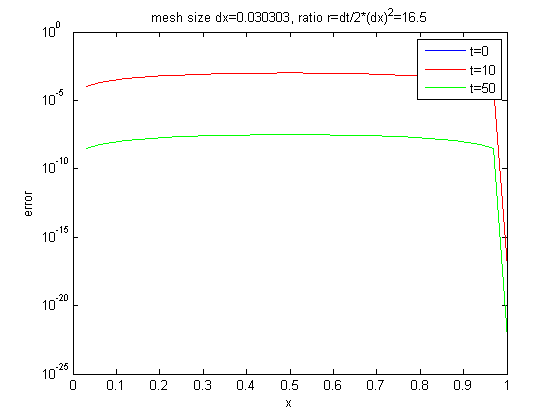 mesh size dx=0.030303, ratio r=dt/2*(dx)²=16.5
10⁰
10⁻⁵
10⁻¹⁰
10⁻¹⁵
10⁻²⁰
10⁻²⁵
error
t=0
t=10
t=50
0 0.1 0.2 0.3 0.4 0.5 0.6 0.7 0.8 0.9 1
x